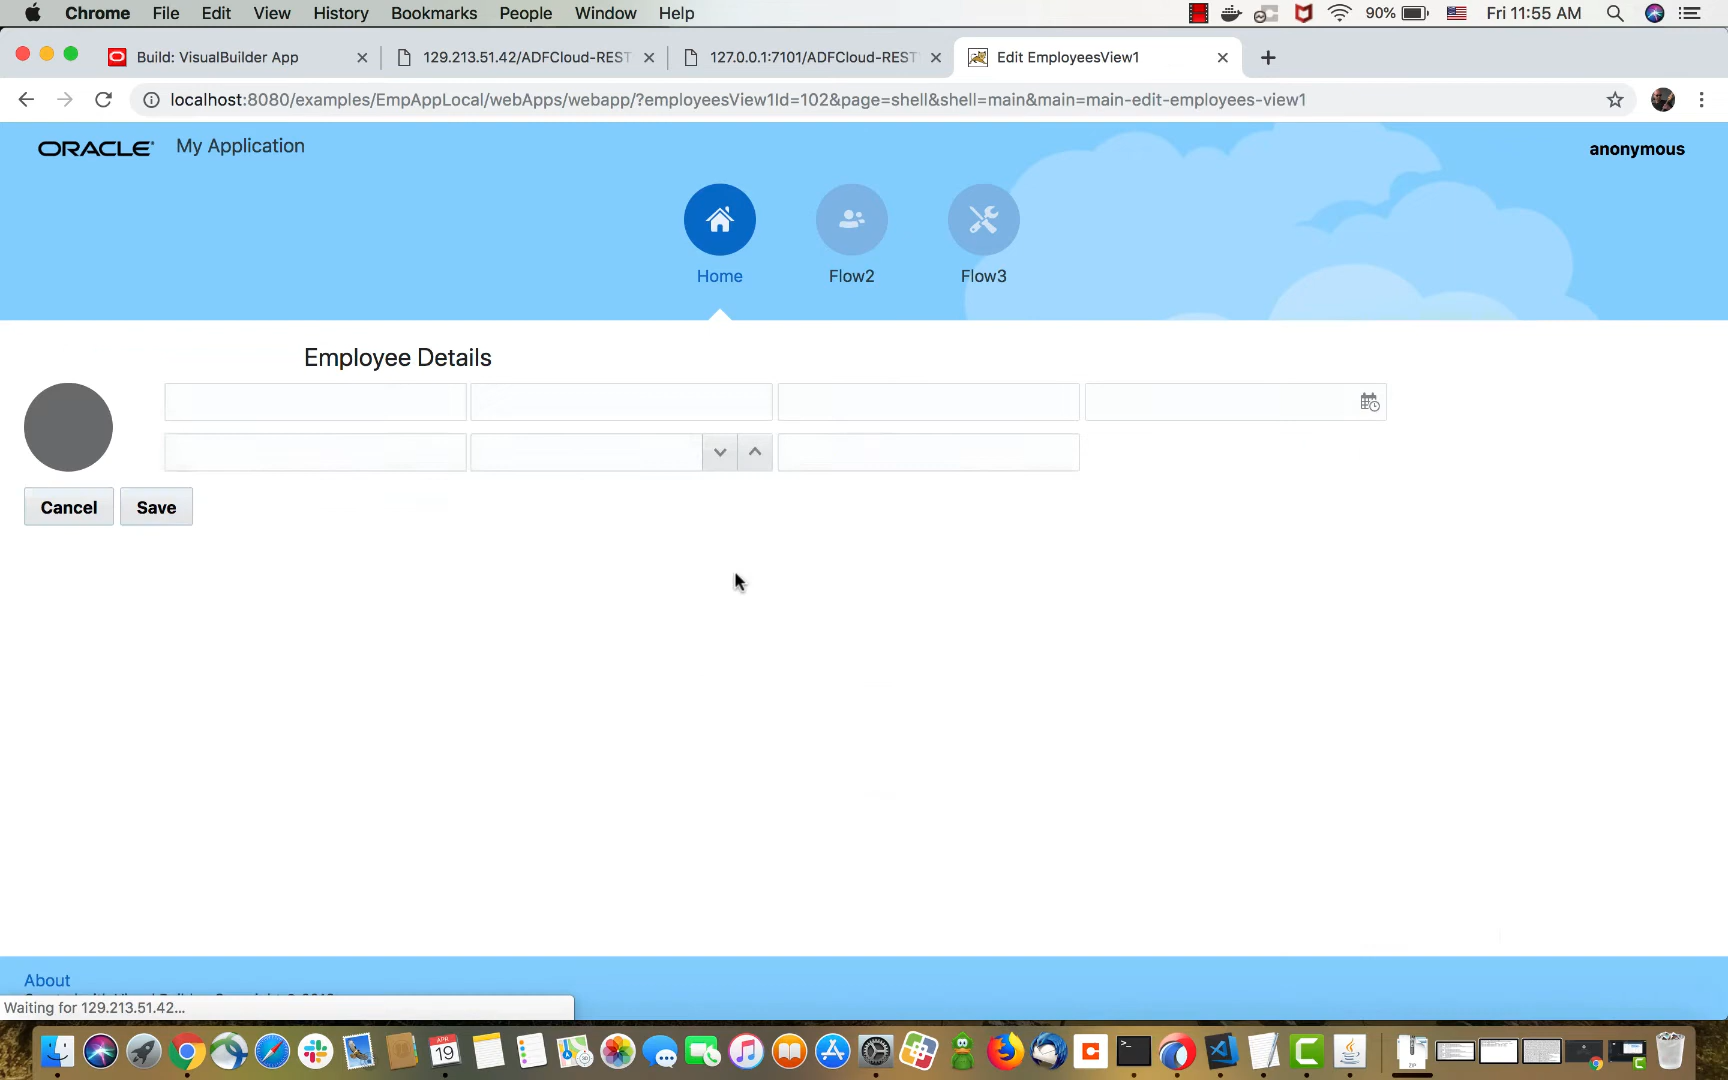 Chrome File Edit View History Bookmarks People Window Help 90% Fri 11:55 AM
Build: VisualBuilder App 129.213.51.42/ADFCloud-REST 127.0.0.1:7101/ADFCloud-REST Edit EmployeesView1
localhost:8080/examples/EmpAppLocal/webApps/webapp/?employeesView1Id=102&page=shell&shell=main&main=main-edit-employees-view1
ORACLE My Application anonymous
Home Flow2 Flow3
Employee Details
Cancel Save
About
Waiting for 129.213.51.42...
APR
19
ZIP